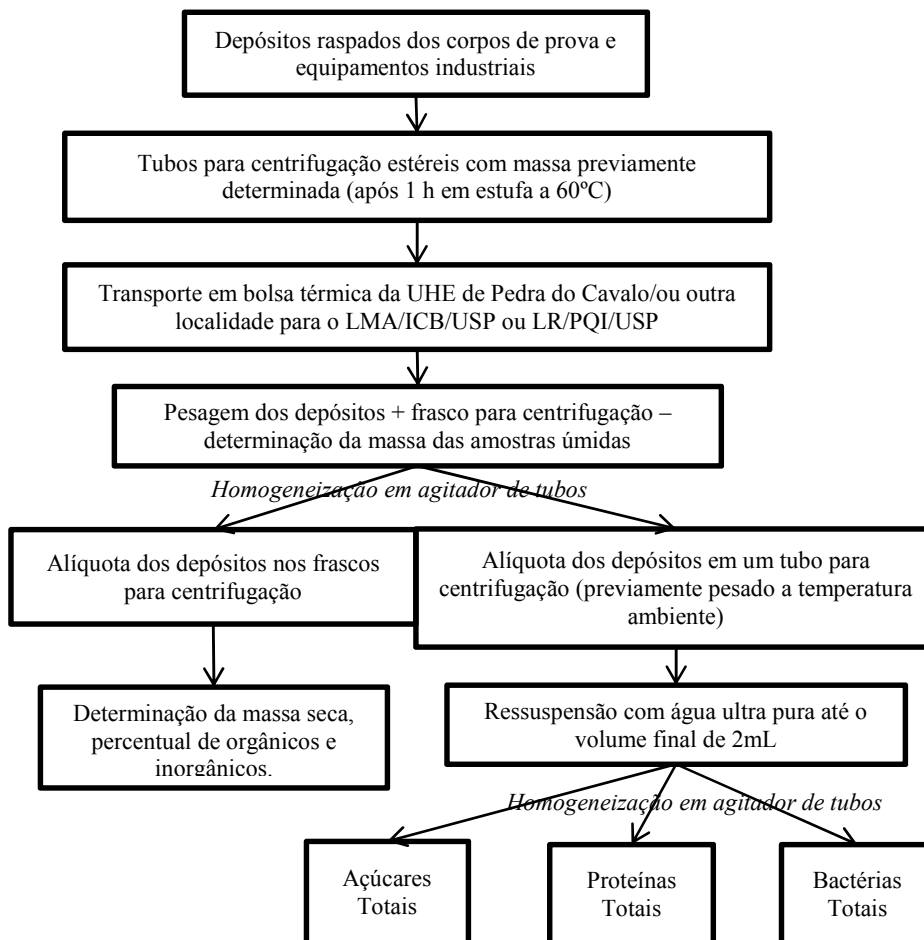 Depósitos raspados dos corpos de prova e
equipamentos industriais
Tubos para centrifugação estéreis com massa previamente
determinada (após 1 h em estufa a 60ºC)
Transporte em bolsa térmica da UHE de Pedra do Cavalo/ou outra
localidade para o LMA/ICB/USP ou LR/PQI/USP
Pesagem dos depósitos + frasco para centrifugação –
determinação da massa das amostras úmidas
Homogeneização em agitador de tubos
Alíquota dos depósitos nos frascos
para centrifugação
Alíquota dos depósitos em um tubo para
centrifugação (previamente pesado a temperatura
ambiente)
Determinação da massa seca,
percentual de orgânicos e
inorgânicos.
Ressuspensão com água ultra pura até o
volume final de 2mL
Homogeneização em agitador de tubos
Açúcares
Totais
Proteínas
Totais
Bactérias
Totais